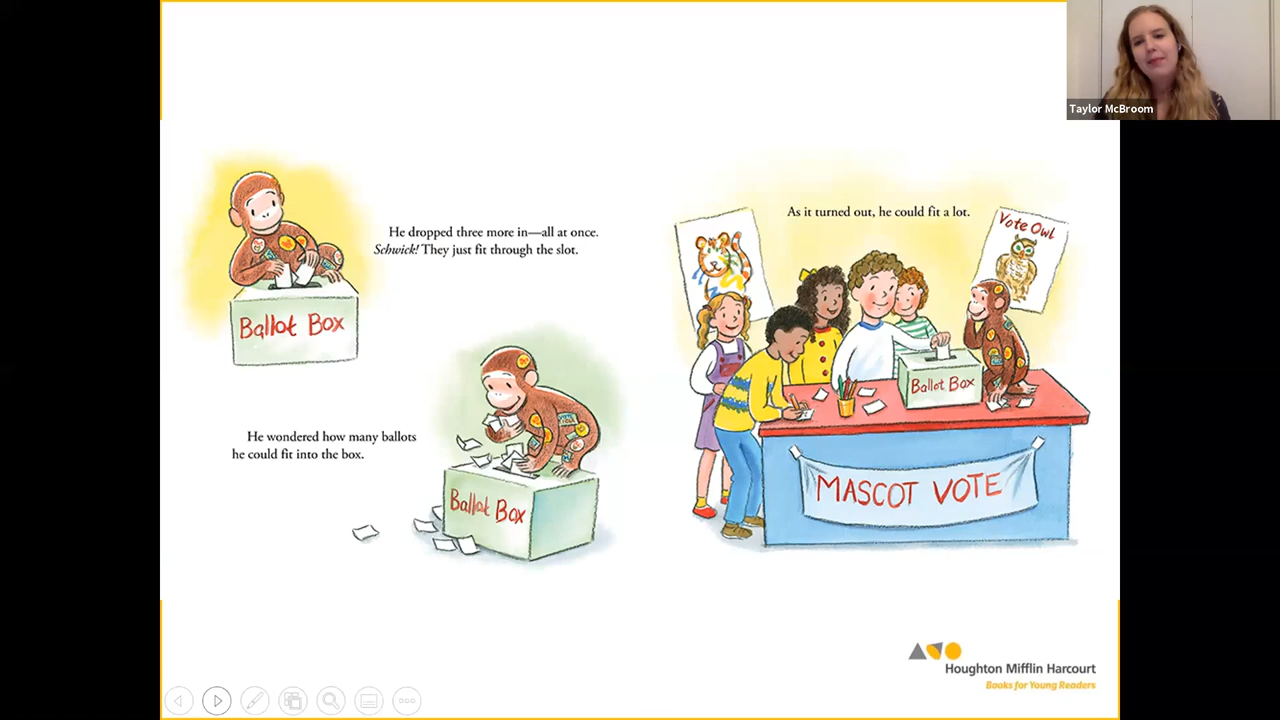 Taylor McBroom
He dropped three more in—all at once.
Schwick! They just fit through the slot.
Ballot Box
He wondered how many ballots
he could fit into the box.
Ballot Box
As it turned out, he could fit a lot.
Vote Owl
Ballot Box
MASCOT VOTE
Houghton Mifflin Harcourt
Books for Young Readers